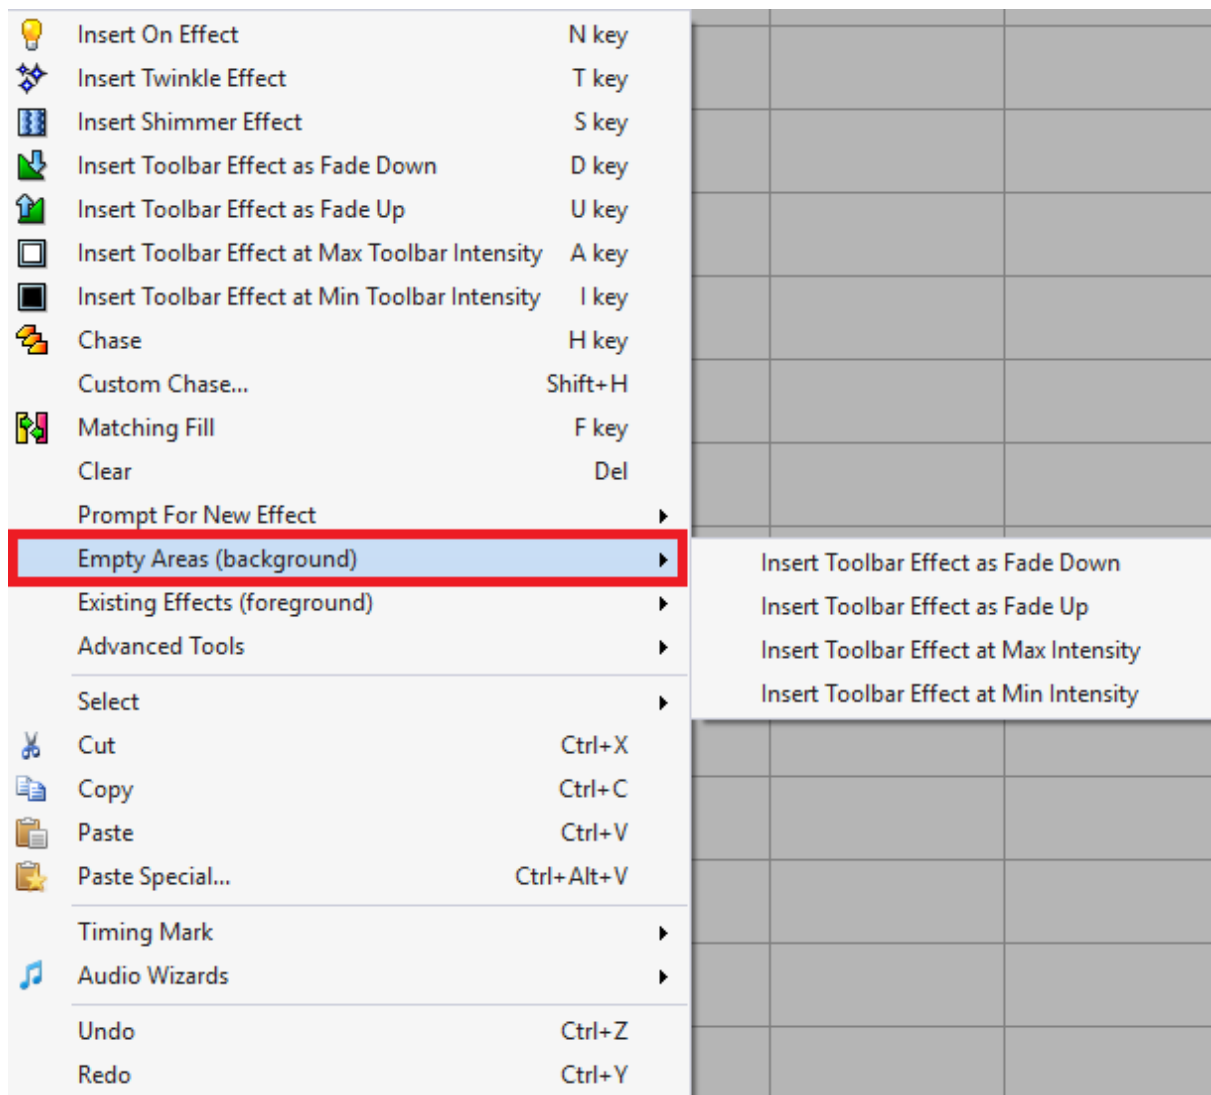 Insert On Effect N key
Insert Twinkle Effect T key
Insert Shimmer Effect S key
Insert Toolbar Effect as Fade Down D key
Insert Toolbar Effect as Fade Up U key
Insert Toolbar Effect at Max Toolbar Intensity A key
Insert Toolbar Effect at Min Toolbar Intensity I key
Chase H key
Custom Chase... Shift+H
Matching Fill F key
Clear Del
Prompt For New Effect
Empty Areas (background)
Insert Toolbar Effect as Fade Down
Insert Toolbar Effect as Fade Up
Insert Toolbar Effect at Max Intensity
Insert Toolbar Effect at Min Intensity
Existing Effects (foreground)
Advanced Tools
Select
Cut Ctrl+X
Copy Ctrl+C
Paste Ctrl+V
Paste Special... Ctrl+Alt+V
Timing Mark
Audio Wizards
Undo Ctrl+Z
Redo Ctrl+Y